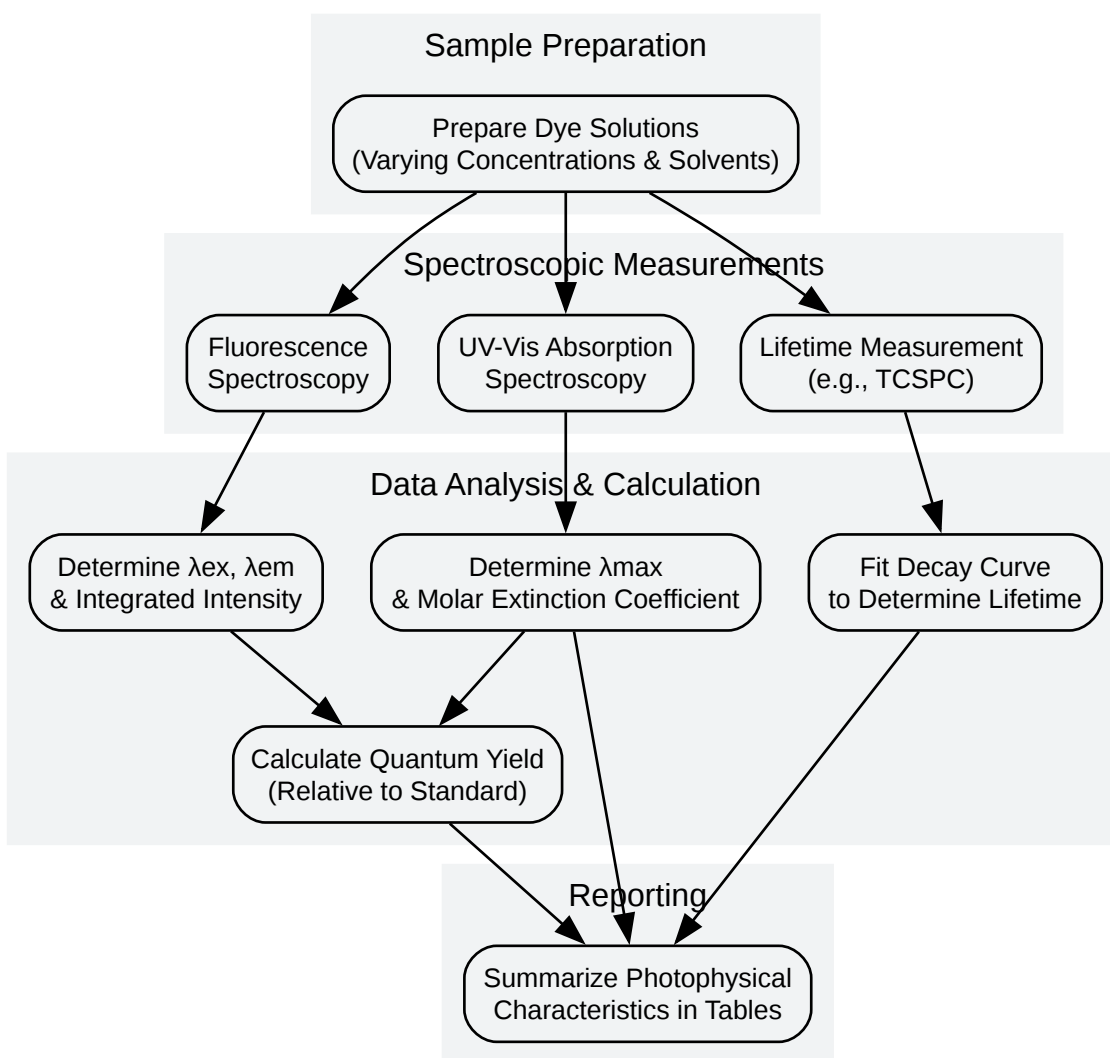 Sample Preparation
Prepare Dye Solutions
(Varying Concentrations & Solvents)
Spectroscopic Measurements
Fluorescence
Spectroscopy
UV-Vis Absorption
Spectroscopy
Lifetime Measurement
(e.g., TCSPC)
Data Analysis & Calculation
Determine λex, λem
& Integrated Intensity
Determine λmax
& Molar Extinction Coefficient
Fit Decay Curve
to Determine Lifetime
Calculate Quantum Yield
(Relative to Standard)
Reporting
Summarize Photophysical
Characteristics in Tables